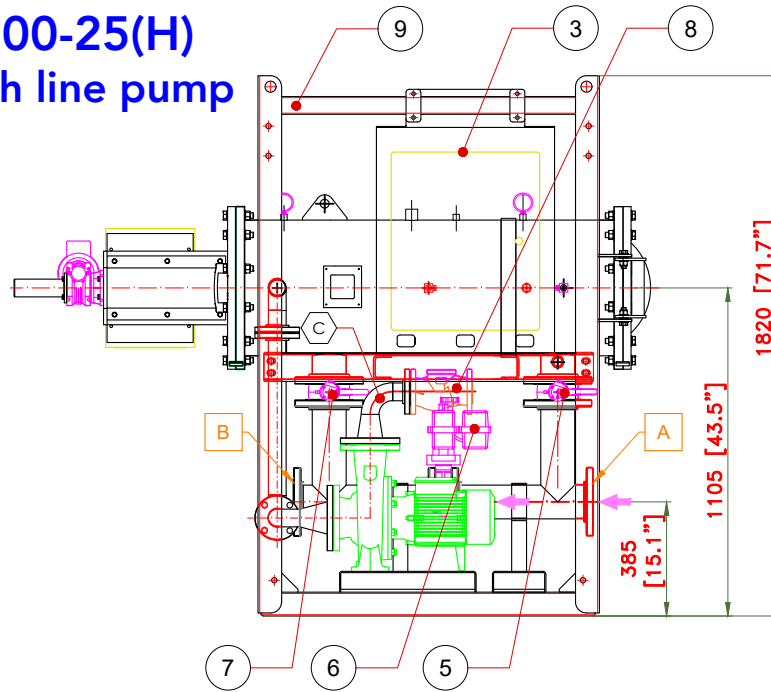 00-25(H)
h line pump
9
3
8
C
B
A
1820 [71.7"]
1105 [43.5"]
385
[15.1"]
7
6
5